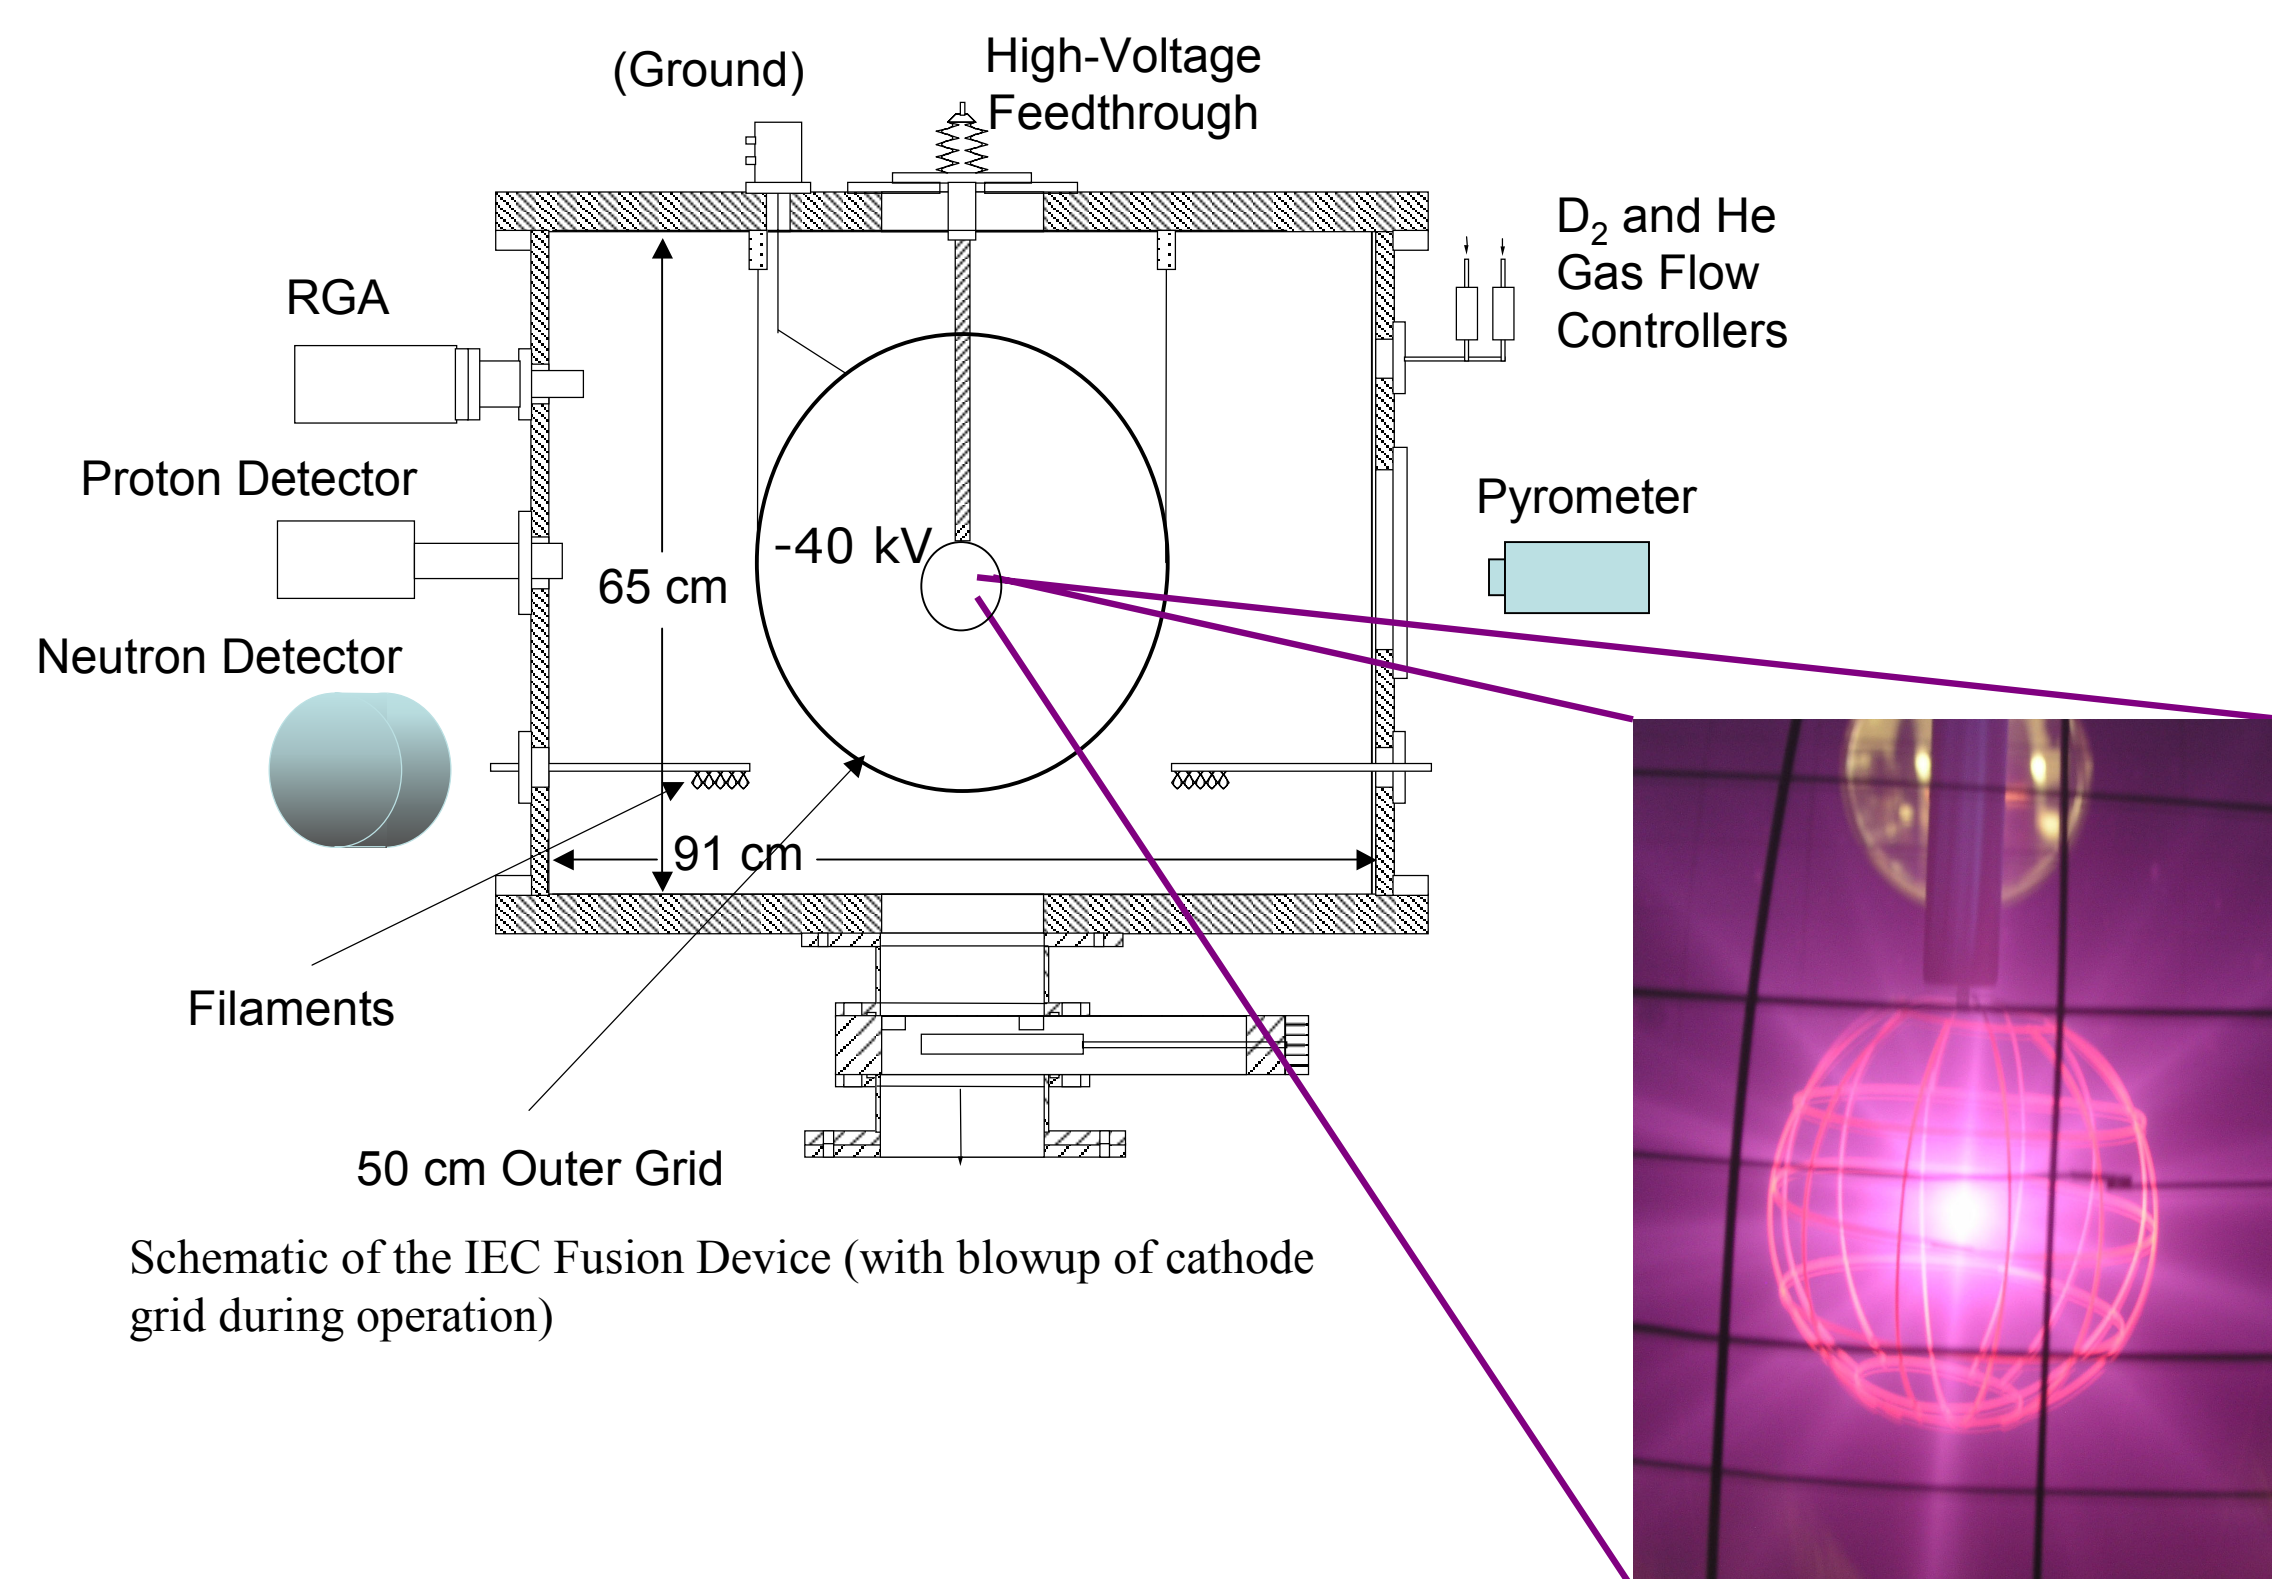 (Ground)
High-Voltage
Feedthrough
D₂ and He
Gas Flow
Controllers
RGA
Proton Detector
Pyrometer
-40 kV
65 cm
Neutron Detector
91 cm
Filaments
50 cm Outer Grid
Schematic of the IEC Fusion Device (with blowup of cathode
grid during operation)